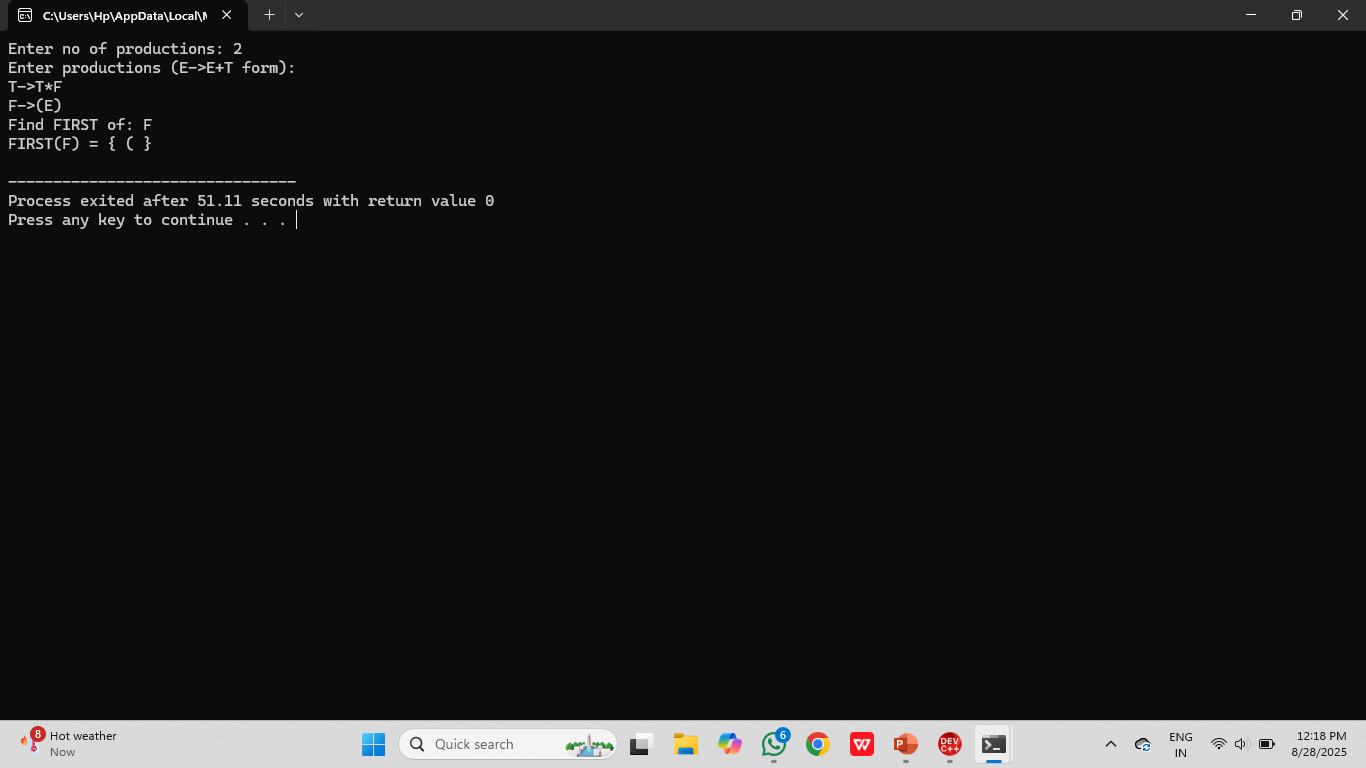 C:\Users\Hp\AppData\Local\M
Enter no of productions: 2
Enter productions (E->E+T form):
T->T*F
F->(E)
Find FIRST of: F
FIRST(F) = { ( }
--------------------------------
Process exited after 51.11 seconds with return value 0
Press any key to continue . . .
8
Hot weather
Now
Quick search
6
W
P
DEV
C++
ENG
IN
12:18 PM
8/28/2025